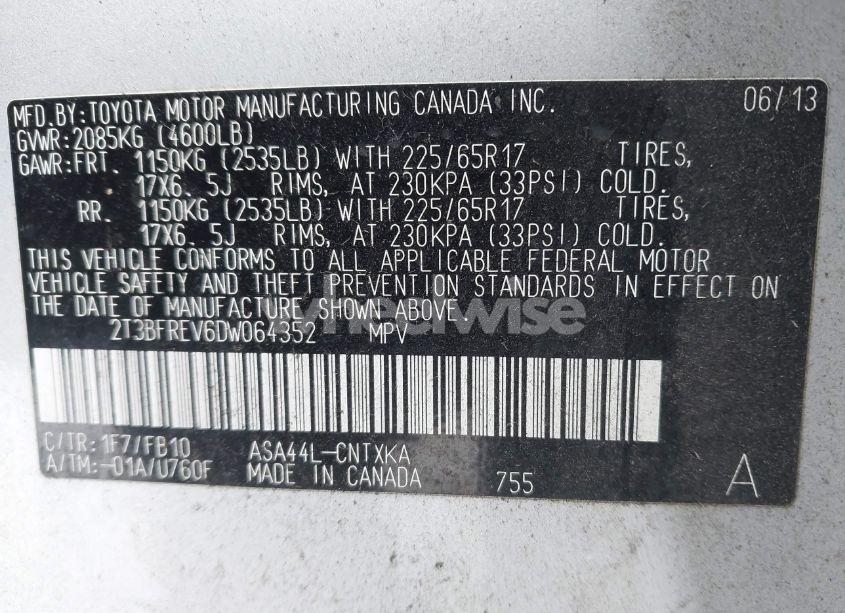 MFD.BY:TOYOTA MOTOR MANUFACTURING CANADA INC. 06/13
GVWR:2085KG (4600LB)
GAWR:FRT. 1150KG (2535LB) WITH 225/65R17 TIRES,
17X6. 5J RIMS, AT 230KPA (33PSI) COLD.
RR. 1150KG (2535LB) WITH 225/65R17 TIRES,
17X6. 5J RIMS, AT 230KPA (33PSI) COLD.
THIS VEHICLE CONFORMS TO ALL APPLICABLE FEDERAL MOTOR
VEHICLE SAFETY AND THEFT PREVENTION STANDARDS IN EFFECT ON
THE DATE OF MANUFACTURE SHOWN ABOVE.
wheelwise
2T3BFREV6DW064352 MPV
C/TR:1F7/FB10 ASA44L-CNTXKA
A/TM:-01A/U760F MADE IN CANADA 755 A